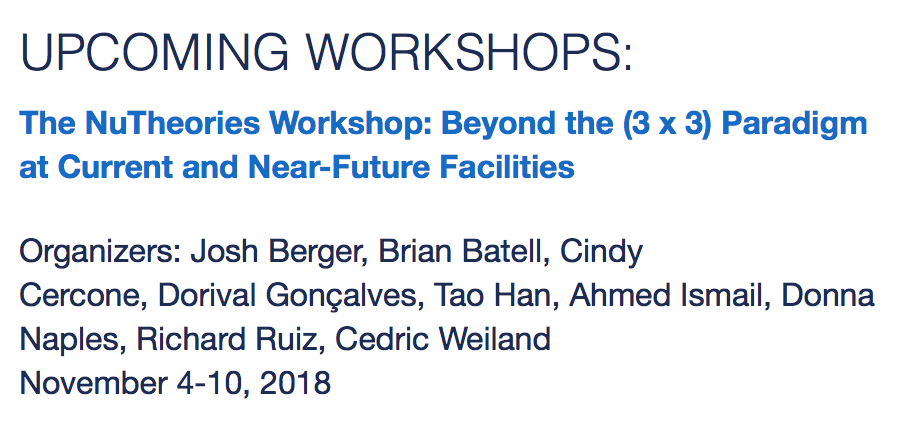 UPCOMING WORKSHOPS:
The NuTheories Workshop: Beyond the (3 x 3) Paradigm
at Current and Near-Future Facilities
Organizers: Josh Berger, Brian Batell, Cindy
Cercone, Dorival Gonçalves, Tao Han, Ahmed Ismail, Donna
Naples, Richard Ruiz, Cedric Weiland
November 4-10, 2018